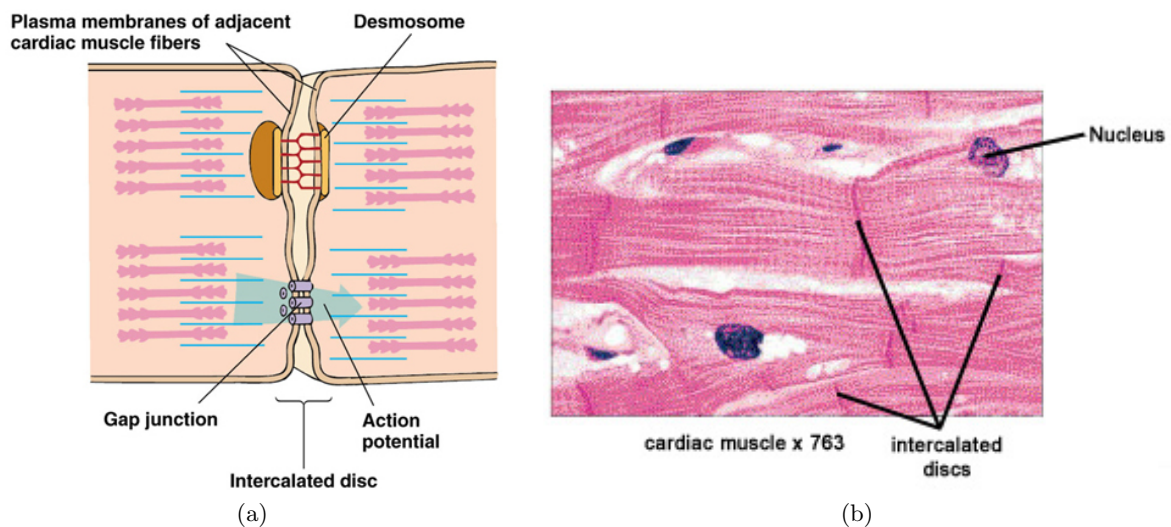 Plasma membranes of adjacent
cardiac muscle fibers
Desmosome
Gap junction
Action
potential
Intercalated disc
(a)
Nucleus
cardiac muscle x 763
intercalated
discs
(b)